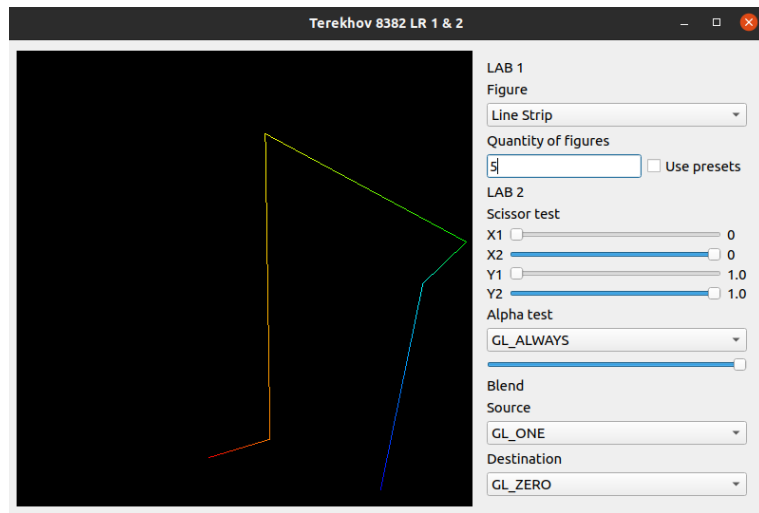 Terekhov 8382 LR 1 & 2
LAB 1
Figure
Line Strip
Quantity of figures
5 Use presets
LAB 2
Scissor test
X1 0
X2 0
Y1 1.0
Y2 1.0
Alpha test
GL_ALWAYS
Blend
Source
GL_ONE
Destination
GL_ZERO